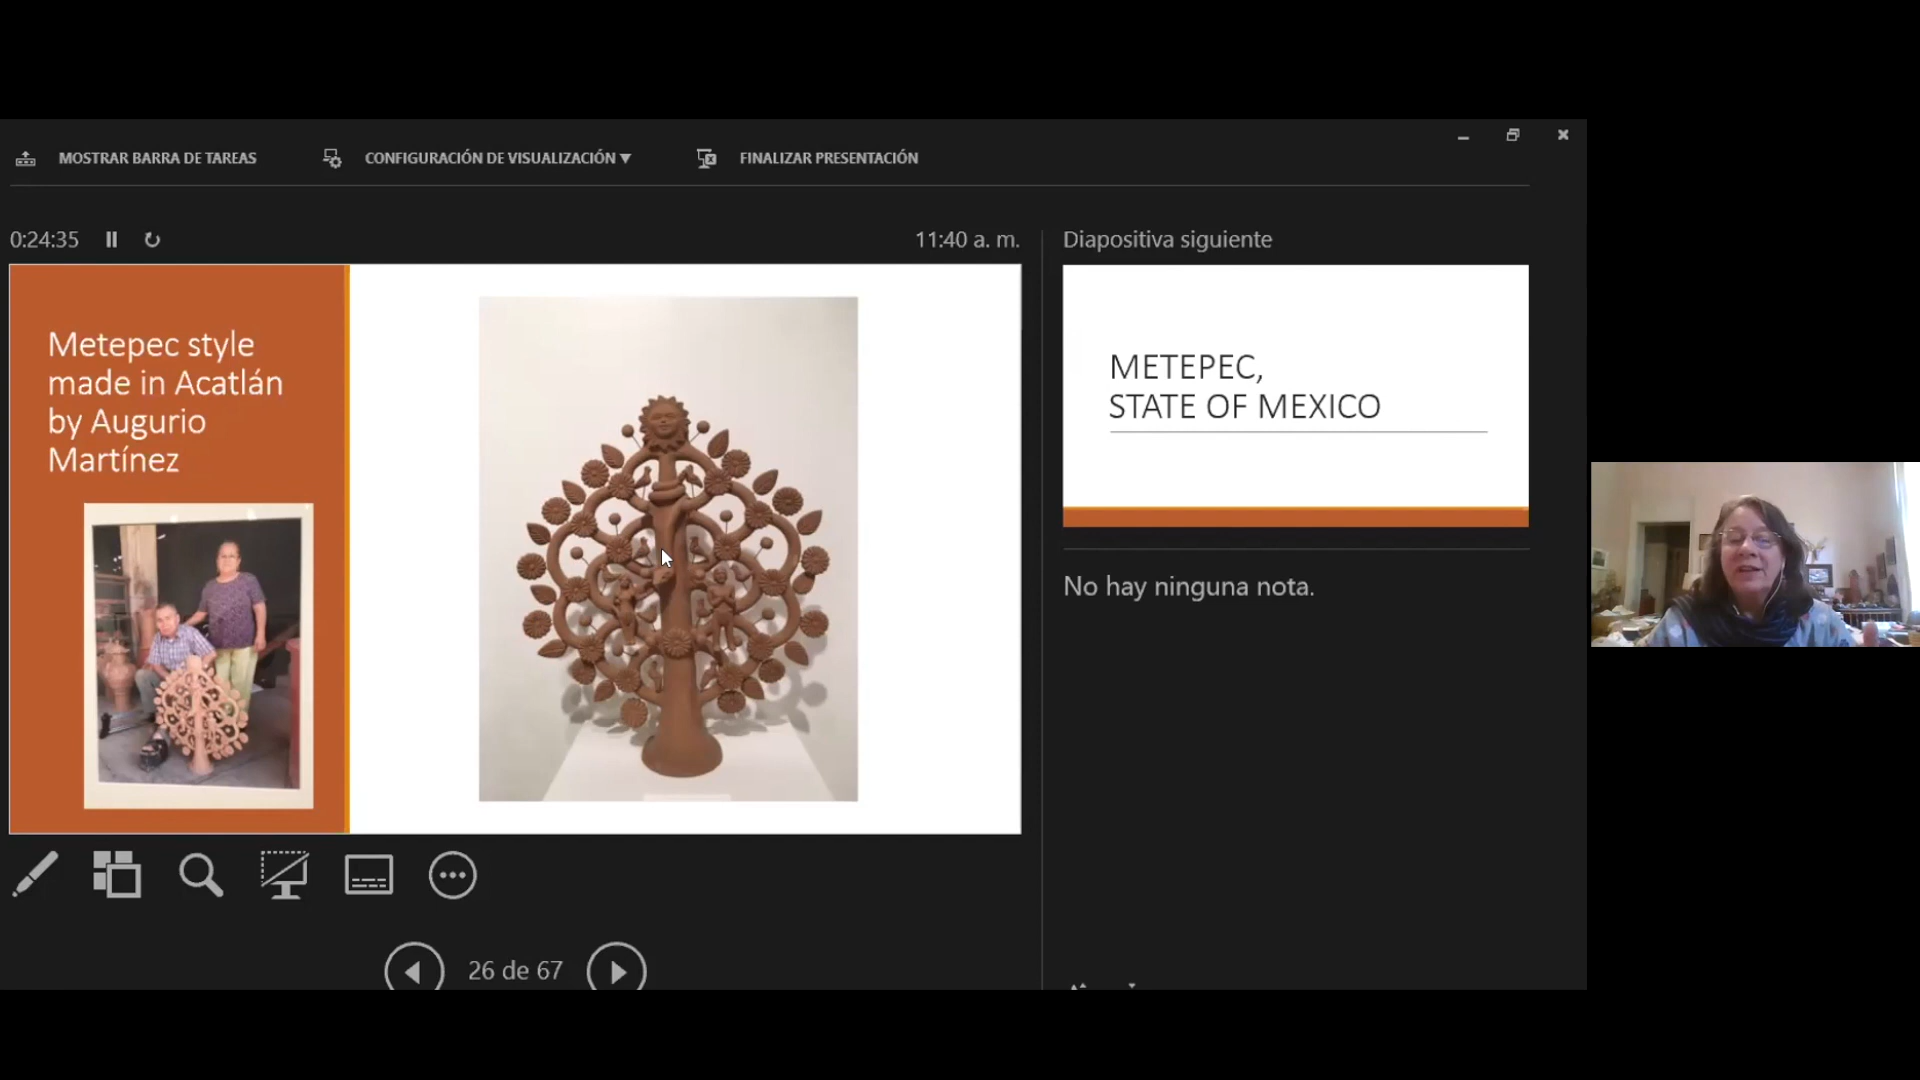 MOSTRAR BARRA DE TAREAS
CONFIGURACIÓN DE VISUALIZACIÓN ▼
FINALIZAR PRESENTACIÓN
0:24:35
11:40 a. m.
Diapositiva siguiente
Metepec style
made in Acatlán
by Augurio
Martínez
METEPEC,
STATE OF MEXICO
No hay ninguna nota.
26 de 67